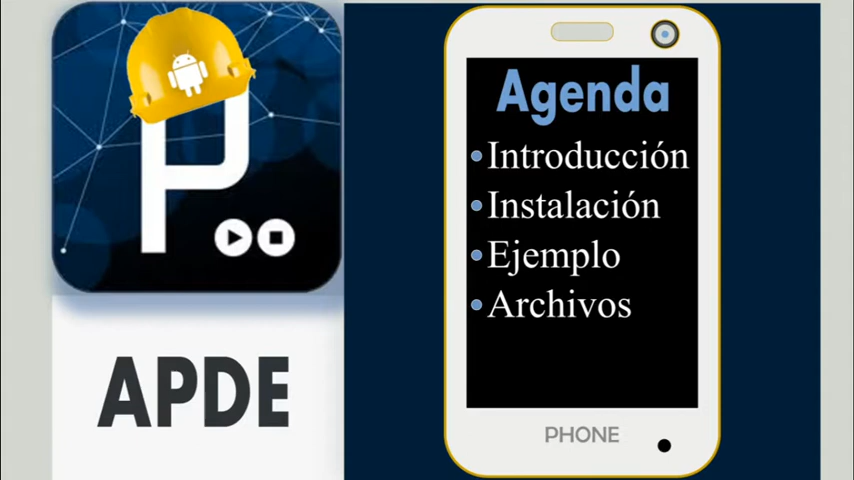 P
APDE
Agenda
•Introducción
•Instalación
•Ejemplo
•Archivos
PHONE